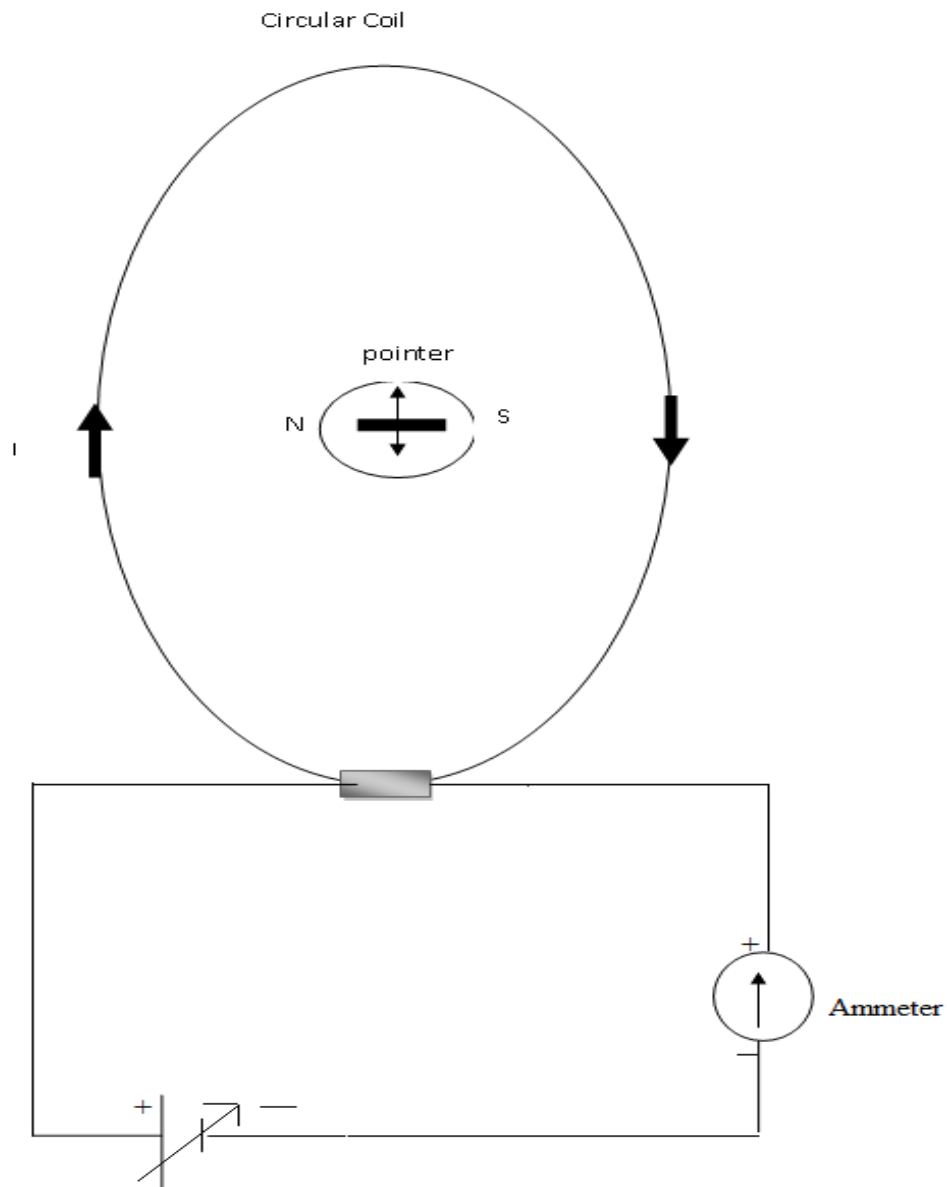 Circular Coil
pointer
N
S
I
+
Ammeter
—
+
—